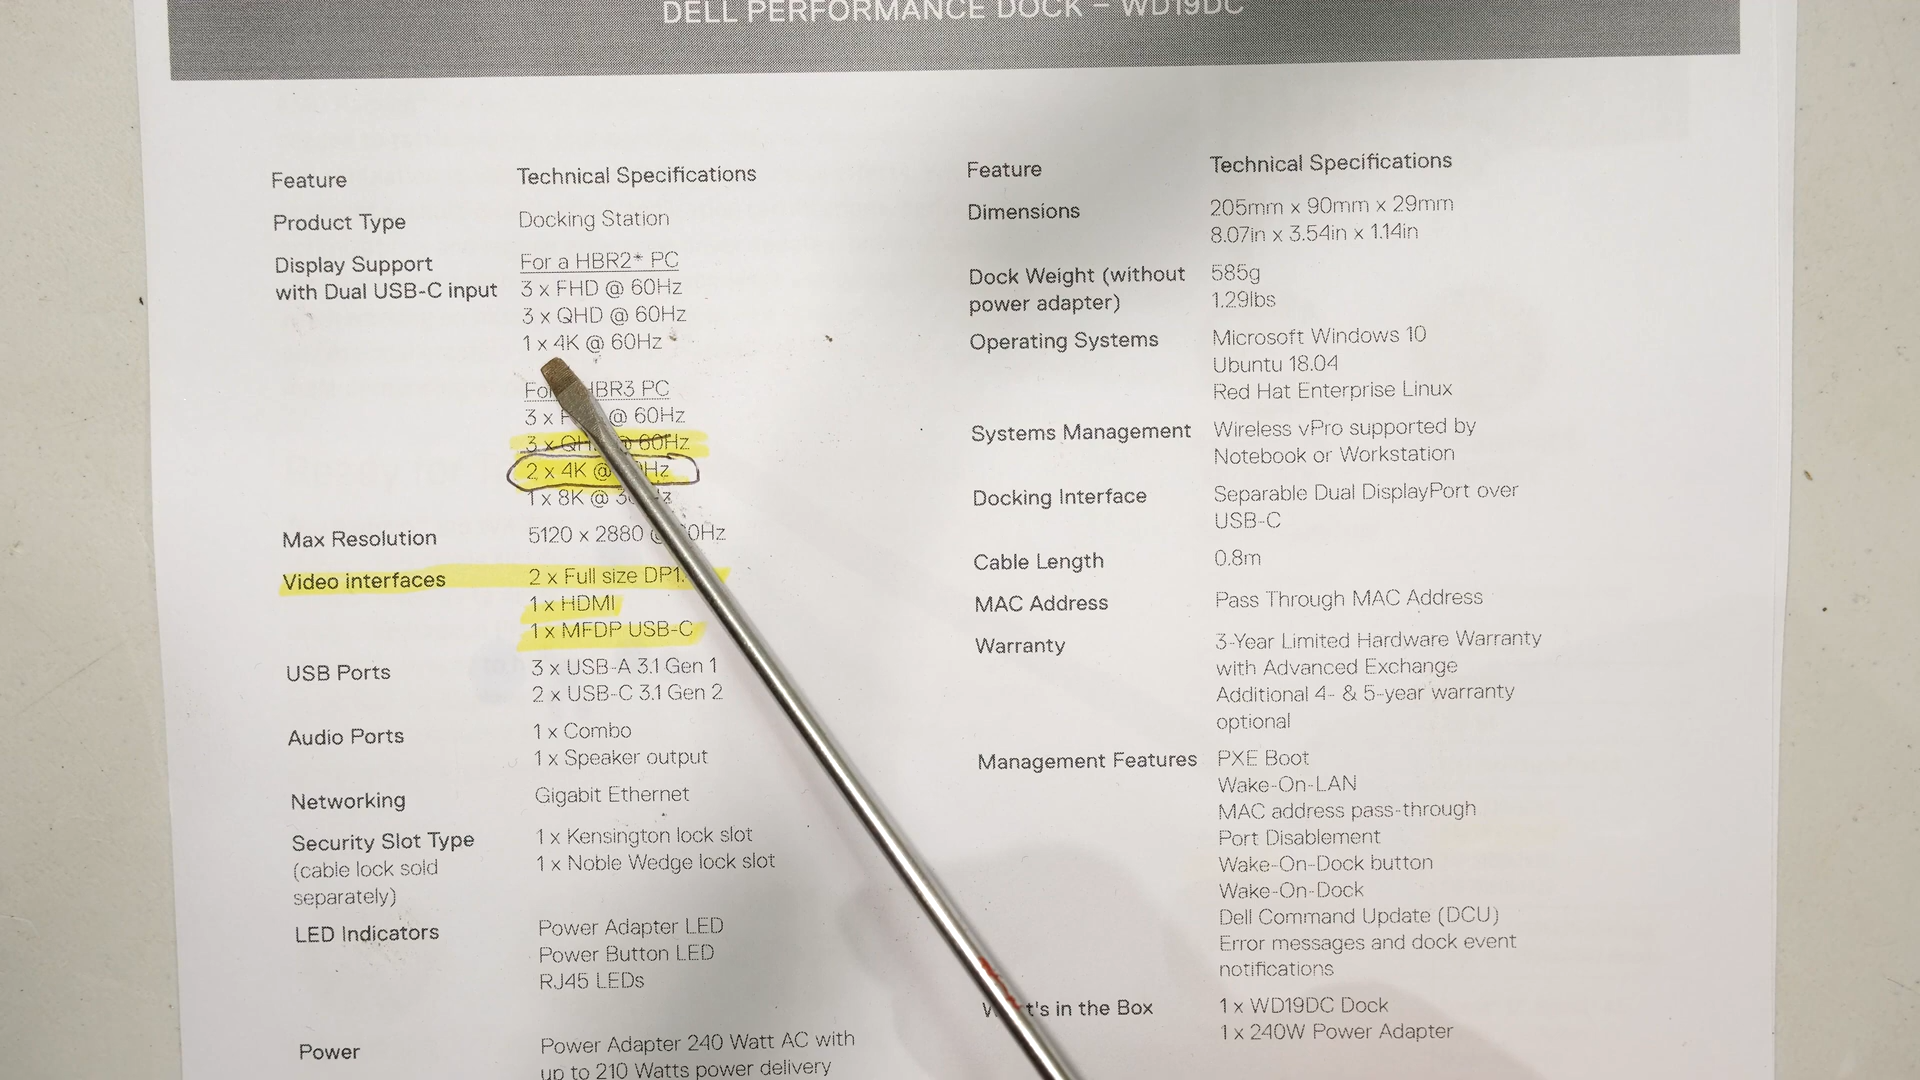 DELL PERFORMANCE DOCK – WD19DC
Feature Technical Specifications
Product Type Docking Station
Display Support For a HBR2* PC
with Dual USB-C input 3 x FHD @ 60Hz
3 x QHD @ 60Hz
1 x 4K @ 60Hz
HBR3 PC
3 x @ 60Hz
3 x @ 60Hz
2 x 4K @
1 x 8K @
Max Resolution 5120 x 2880
Video interfaces 2 x Full size
1 x HDMI
1 x MFDP USB-C
USB Ports 3 x USB-A 3.1 Gen 1
2 x USB-C 3.1 Gen 2
Audio Ports 1 x Combo
1 x Speaker output
Networking Gigabit Ethernet
Security Slot Type 1 x Kensington lock slot
(cable lock sold 1 x Noble Wedge lock slot
separately)
LED Indicators Power Adapter LED
Power Button LED
RJ45 LEDs
Power Power Adapter 240 Watt AC with
up to 210 Watts power delivery
Feature Technical Specifications
Dimensions 205mm x 90mm x 29mm
8.07in x 3.54in x 1.14in
Dock Weight (without 585g
power adapter) 1.29lbs
Operating Systems Microsoft Windows 10
Ubuntu 18.04
Red Hat Enterprise Linux
Systems Management Wireless vPro supported by
Notebook or Workstation
Docking Interface Separable Dual DisplayPort over
USB-C
Cable Length 0.8m
MAC Address Pass Through MAC Address
Warranty 3-Year Limited Hardware Warranty
with Advanced Exchange
Additional 4- & 5-year warranty
optional
Management Features PXE Boot
Wake-On-LAN
MAC address pass-through
Port Disablement
Wake-On-Dock button
Wake-On-Dock
Dell Command Update (DCU)
Error messages and dock event
notifications
in the Box 1 x WD19DC Dock
1 x 240W Power Adapter